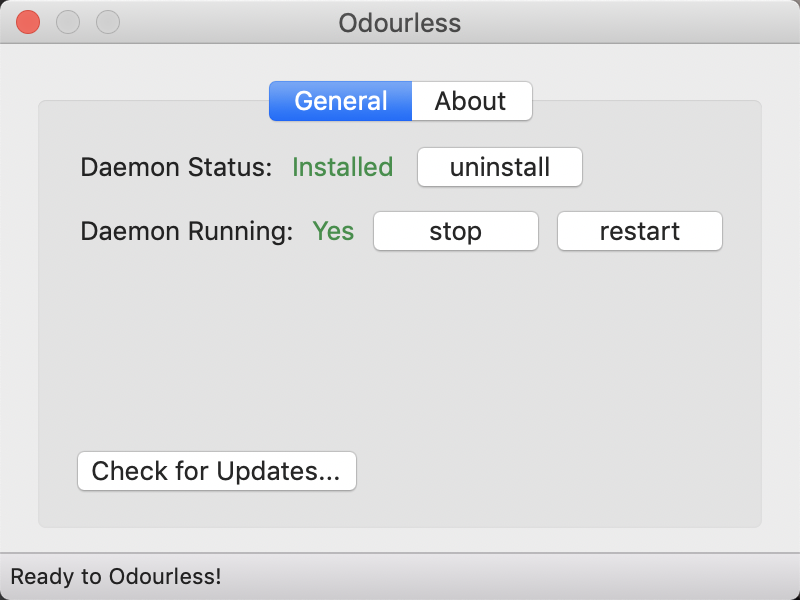 Odourless
General About
Daemon Status: Installed uninstall
Daemon Running: Yes stop restart
Check for Updates...
Ready to Odourless!